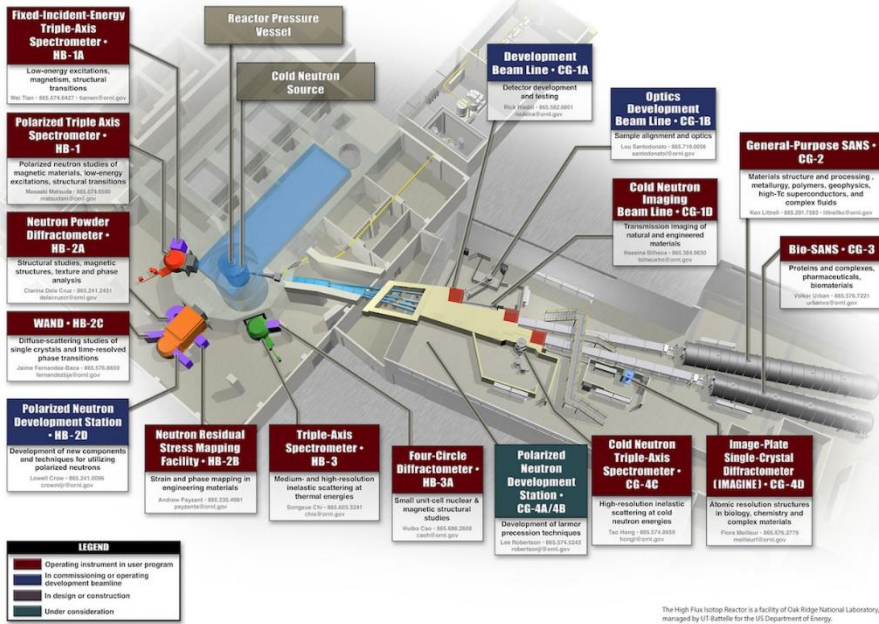 Fixed-Incident-Energy
Triple-Axis
Spectrometer •
HB-1A
Low-energy excitations,
magnetism, structural
transitions
Polarized Triple Axis
Spectrometer •
HB-1
Polarized neutron studies of
magnetic materials, low-energy
excitations, structural transitions
Neutron Powder
Diffractometer •
HB-2A
Structural studies, magnetic
structures, texture and phase
analysis
WAND • HB-2C
Diffuse-scattering studies of
single crystals and time-resolved
phase transitions
Polarized Neutron
Development Station
• HB-2D
Development of new components
and techniques for utilizing
polarized neutrons
Reactor Pressure
Vessel
Cold Neutron
Source
Development
Beam Line • CG-1A
Detector development
and testing
Optics
Development
Beam Line • CG-1B
Sample alignment and optics
Cold Neutron
Imaging
Beam Line • CG-1D
Transmission imaging of
natural and engineered
materials
General-Purpose SANS •
CG-2
Materials structure and processing ,
metallurgy, polymers, geophysics,
high-Tc superconductors, and
complex fluids
Bio-SANS • CG-3
Proteins and complexes,
pharmaceuticals,
biomaterials
Neutron Residual
Stress Mapping
Facility • HB-2B
Strain and phase mapping in
engineering materials
Triple-Axis
Spectrometer •
HB-3
Medium- and high-resolution
inelastic scattering at
thermal energies
Four-Circle
Diffractometer •
HB-3A
Small unit-cell nuclear &
magnetic structural
studies
Polarized
Neutron
Development
Station •
CG-4A/4B
Development of larmor
precession techniques
Cold Neutron
Triple-Axis
Spectrometer •
CG-4C
High-resolution inelastic
scattering at cold
neutron energies
Image-Plate
Single-Crystal
Diffractometer
(IMAGINE) • CG-4D
Atomic resolution structures
in biology, chemistry and
complex materials
LEGEND
Operating instrument in user program
In commissioning or operating
development beamline
In design or construction
Under consideration
The High Flux Isotop Reactor is a facility of Oak Ridge National Laboratory,
managed by UT-Battelle for the US Department of Energy.